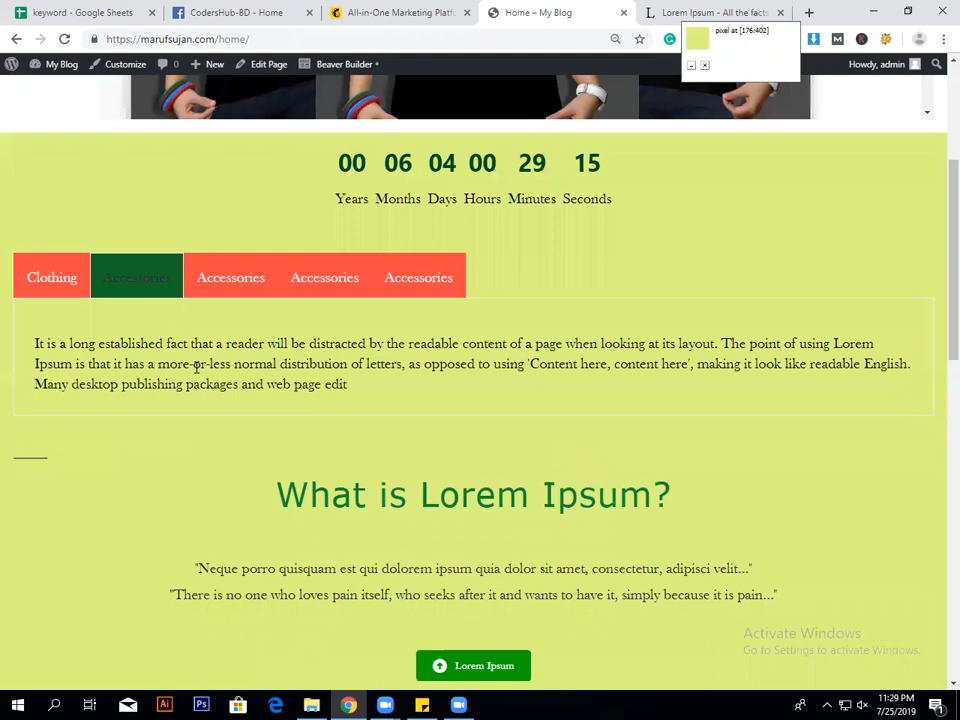 keyword - Google Sheets
CodersHub-BD - Home
All-in-One Marketing Platf
Home – My Blog
Lorem Ipsum - All the facts
pixel at [176:402]
https://marufsujan.com/home/
My Blog
Customize
0
New
Edit Page
Beaver Builder
Howdy, admin
00 06 04 00 29 15
Years Months Days Hours Minutes Seconds
Clothing
Accessories
Accessories
Accessories
Accessories
It is a long established fact that a reader will be distracted by the readable content of a page when looking at its layout. The point of using Lorem
Ipsum is that it has a more-or-less normal distribution of letters, as opposed to using 'Content here, content here', making it look like readable English.
Many desktop publishing packages and web page edit
What is Lorem Ipsum?
"Neque porro quisquam est qui dolorem ipsum quia dolor sit amet, consectetur, adipisci velit..."
"There is no one who loves pain itself, who seeks after it and wants to have it, simply because it is pain..."
Lorem Ipsum
Activate Windows
Go to Settings to activate Windows.
Ai
Ps
11:29 PM
7/25/2019